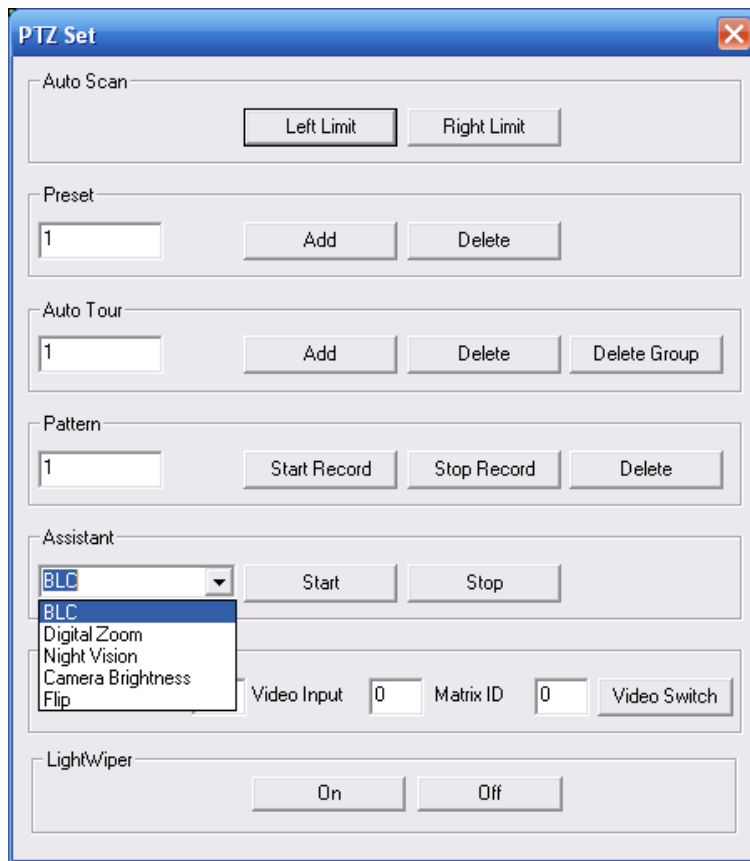 PTZ Set
Auto Scan
Left Limit Right Limit
Preset
1 Add Delete
Auto Tour
1 Add Delete Delete Group
Pattern
1 Start Record Stop Record Delete
Assistant
BLC Start Stop
BLC
Digital Zoom
Night Vision
Camera Brightness
Flip
Video Input 0 Matrix ID 0 Video Switch
LightWiper
On Off